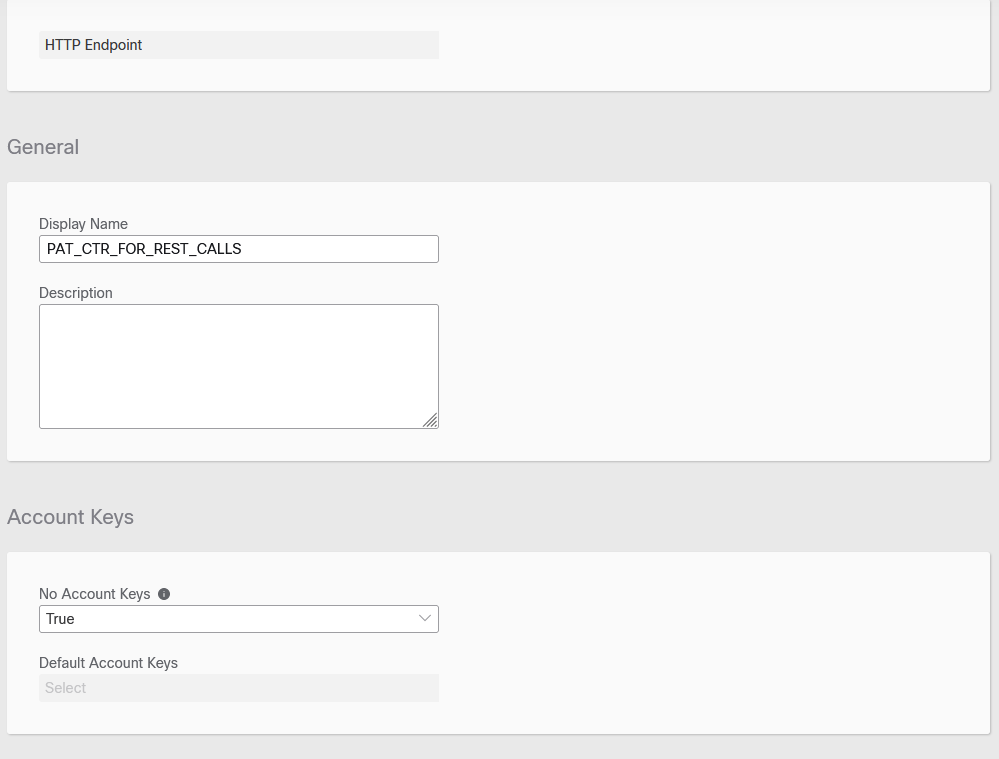 HTTP Endpoint
General
Display Name
PAT_CTR_FOR_REST_CALLS
Description
Account Keys
No Account Keys
True
Default Account Keys
Select